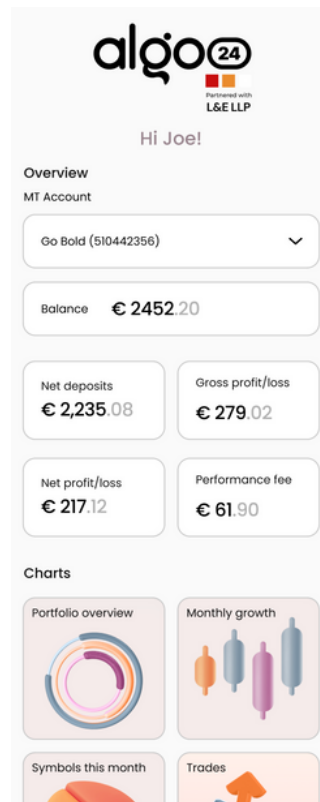 algo24
Partnered with
L&E LLP
Hi Joe!
Overview
MT Account
Go Bold (510442356)
Balance € 2452.20
Net deposits
€ 2,235.08
Gross profit/loss
€ 279.02
Net profit/loss
€ 217.12
Performance fee
€ 61.90
Charts
Portfolio overview
Monthly growth
Symbols this month
Trades